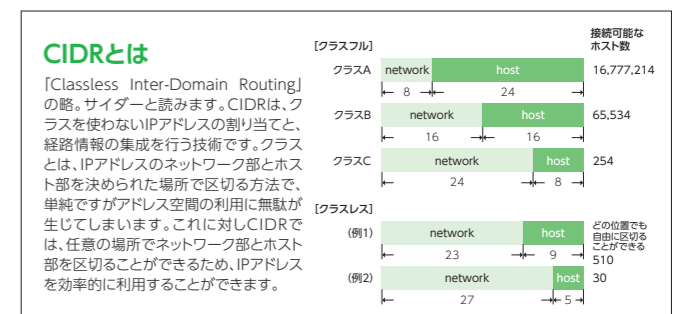 CIDRとは
「Classless Inter-Domain Routing」
の略。サイダーと読みます。CIDRは、ク
ラスを使わないIPアドレスの割り当てと、
経路情報の集成を行う技術です。クラス
とは、IPアドレスのネットワーク部とホス
ト部を決められた場所で区切る方法で、
単純ですがアドレス空間の利用に無駄が
生じてしまいます。これに対しCIDRで
は、任意の場所でネットワーク部とホスト
部を区切ることができるため、IPアドレス
を効率的に利用することができます。
接続可能な
ホスト数
[クラスフル]
クラスA network host 16,777,214
8 24
クラスB network host 65,534
16 16
クラスC network host 254
24 8
[クラスレス]
(例1) network host
23 9
どの位置でも
自由に区切る
ことができる
510
(例2) network host 30
27 5